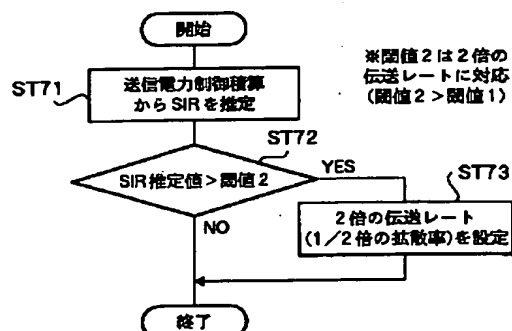 開始
ST71
送信電力制御積算
からSIRを推定
※閾値2は2倍の
伝送レートに対応
(閾値2>閾値1)
ST72
SIR推定値>閾値2
YES
NO
ST73
2倍の伝送レート
(1/2倍の拡散率)を設定
終了